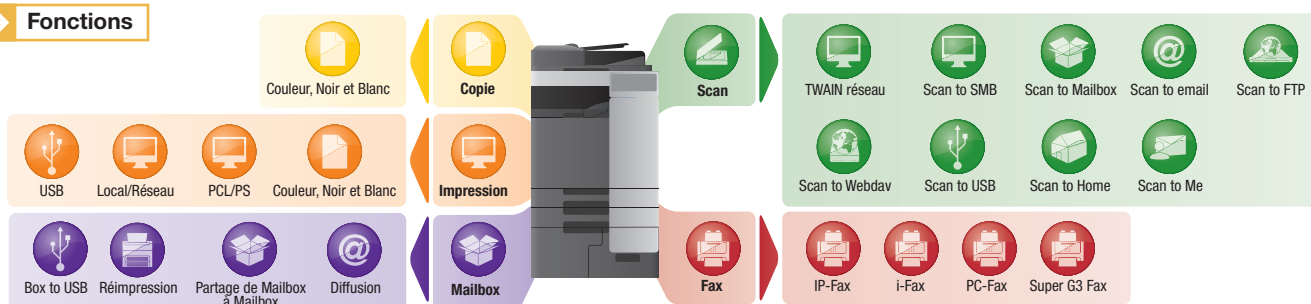 Fonctions
Couleur, Noir et Blanc
Copie
Scan
TWAIN réseau
Scan to SMB
Scan to Mailbox
Scan to email
Scan to FTP
USB
Local/Réseau
PCL/PS
Couleur, Noir et Blanc
Impression
Scan to Webdav
Scan to USB
Scan to Home
Scan to Me
Box to USB
Réimpression
Partage de Mailbox
à Mailbox
Diffusion
Mailbox
Fax
IP-Fax
i-Fax
PC-Fax
Super G3 Fax